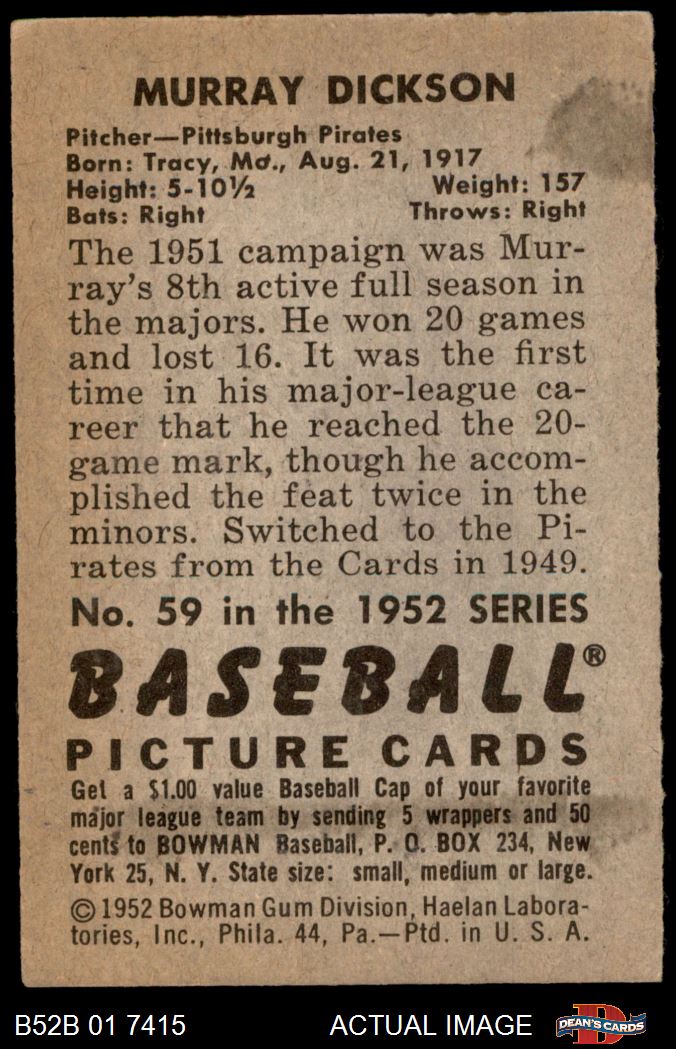 MURRAY DICKSON
Pitcher—Pittsburgh Pirates
Born: Tracy, Mo., Aug. 21, 1917
Height: 5-10½ Weight: 157
Bats: Right Throws: Right
The 1951 campaign was Mur-
ray's 8th active full season in
the majors. He won 20 games
and lost 16. It was the first
time in his major-league ca-
reer that he reached the 20-
game mark, though he accom-
plished the feat twice in the
minors. Switched to the Pi-
rates from the Cards in 1949.
No. 59 in the 1952 SERIES
BASEBALL®
PICTURE CARDS
Get a $1.00 value Baseball Cap of your favorite
major league team by sending 5 wrappers and 50
cents to BOWMAN Baseball, P. O. BOX 234, New
York 25, N. Y. State size: small, medium or large.
© 1952 Bowman Gum Division, Haelan Labora-
tories, Inc., Phila. 44, Pa.—Ptd. in U. S. A.
B52B 01 7415 ACTUAL IMAGE D DEAN'S CARDS